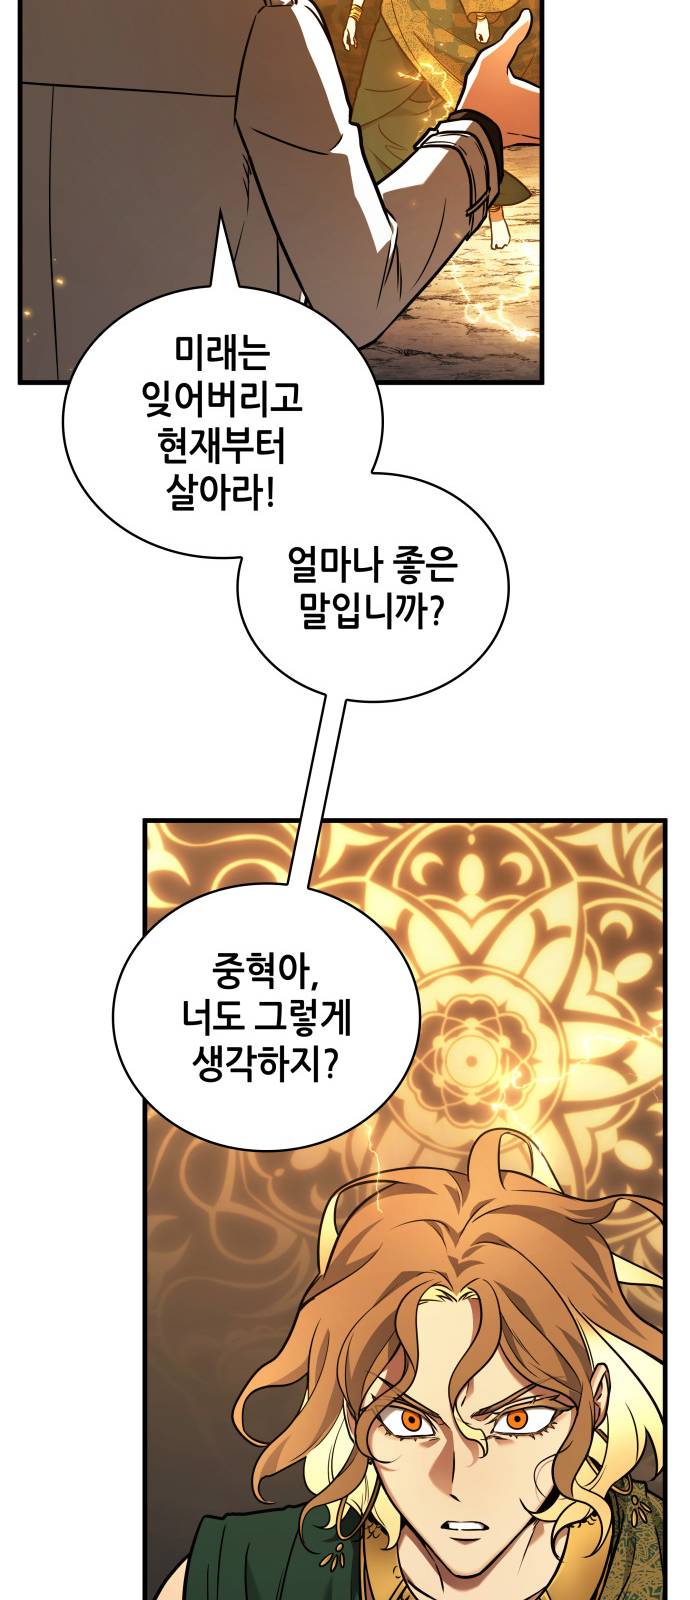 미래는
잊어버리고
현재부터
살아라!
얼마나 좋은
말입니까?
중혁아,
너도 그렇게
생각하지?